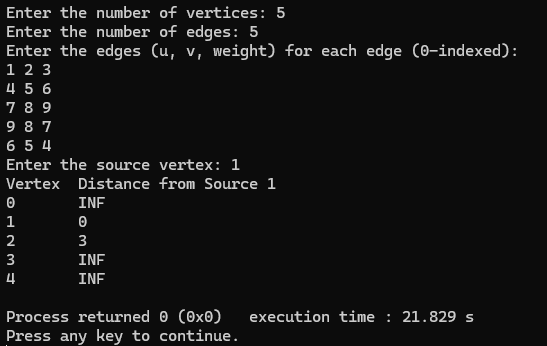 Enter the number of vertices: 5
Enter the number of edges: 5
Enter the edges (u, v, weight) for each edge (0-indexed):
1 2 3
4 5 6
7 8 9
9 8 7
6 5 4
Enter the source vertex: 1
Vertex  Distance from Source 1
0       INF
1       0
2       3
3       INF
4       INF
Process returned 0 (0x0)   execution time : 21.829 s
Press any key to continue.